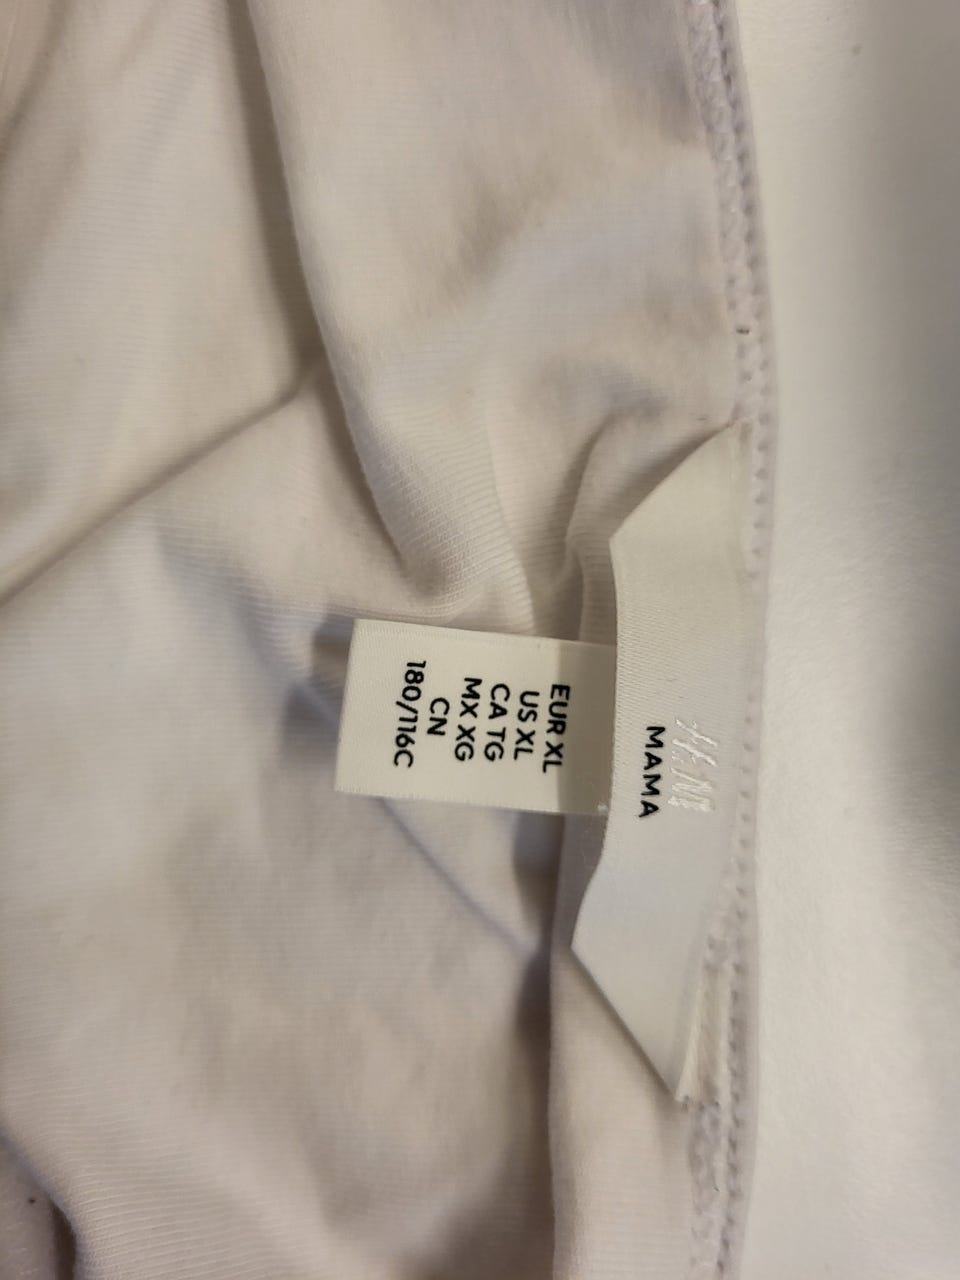 H&M
MAMA
EUR XL
US XL
CA TG
MX XG
CN
180/116C